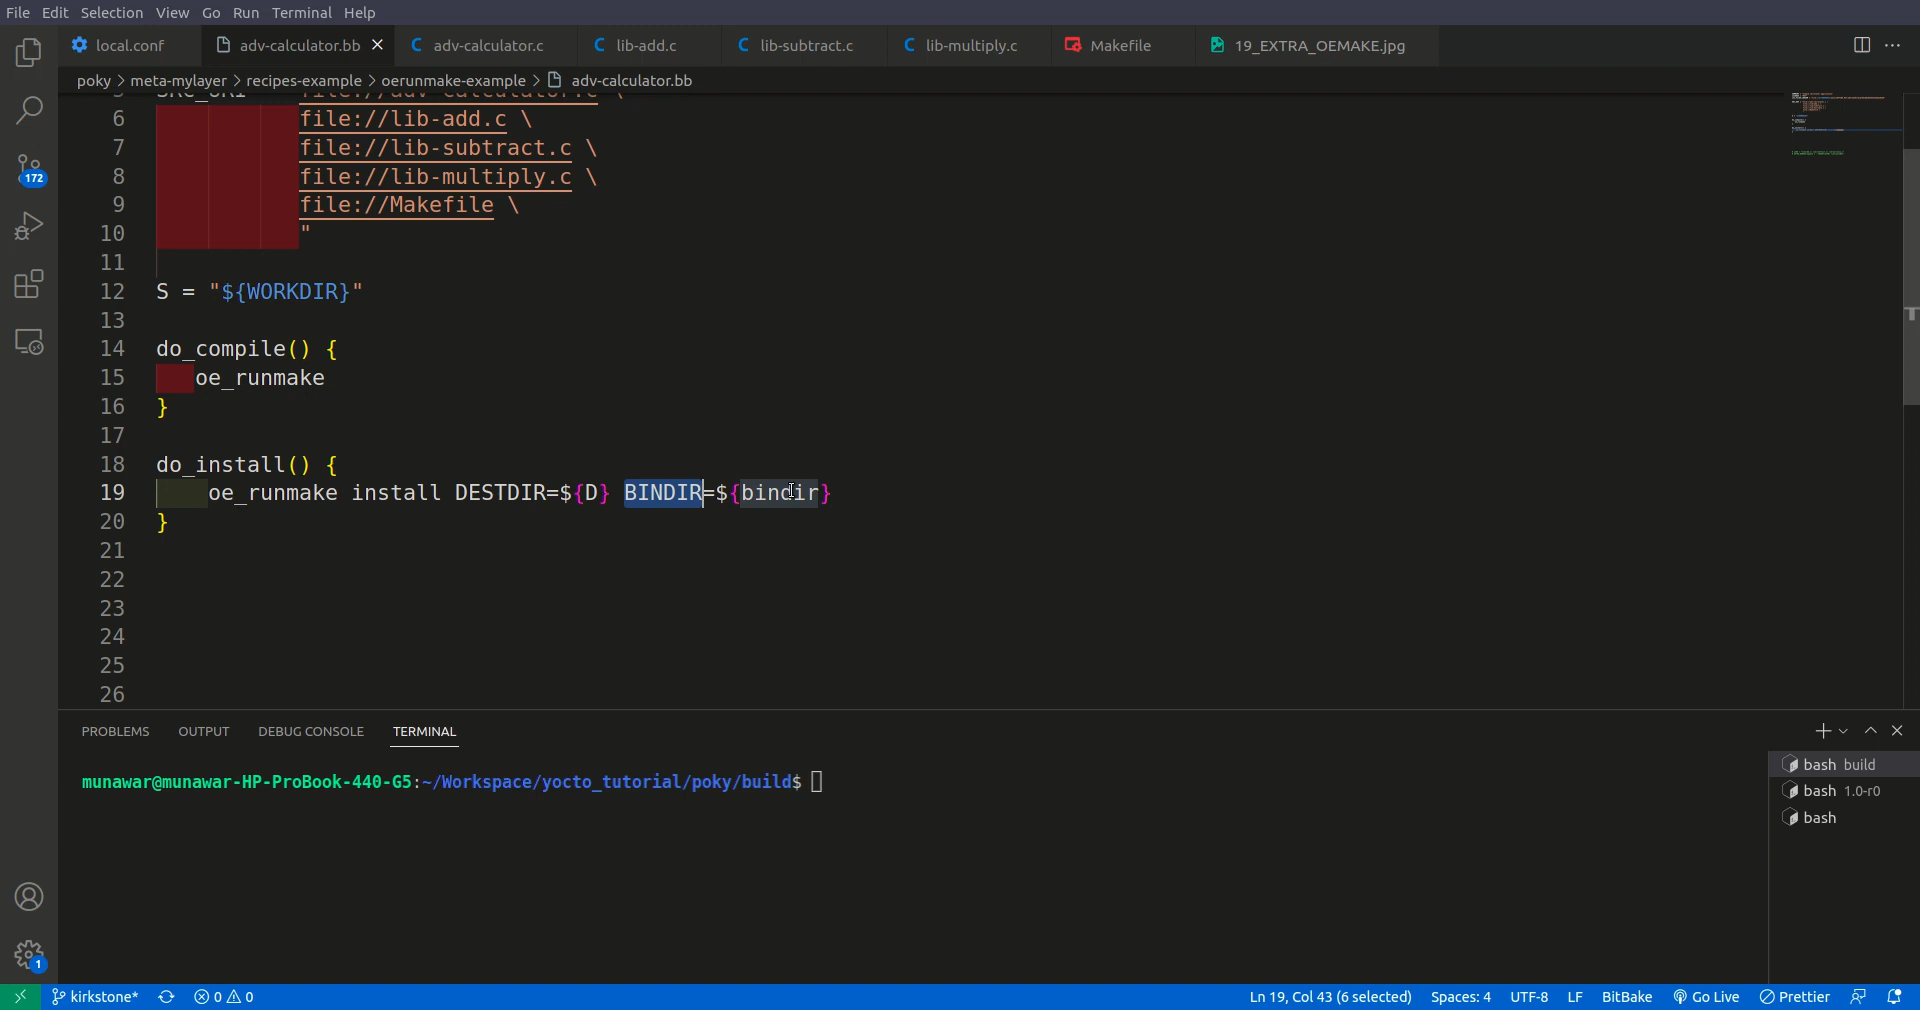 File Edit Selection View Go Run Terminal Help
local.conf adv-calculator.bb adv-calculator.c lib-add.c lib-subtract.c lib-multiply.c Makefile 19_EXTRA_OEMAKE.jpg
poky > meta-mylayer > recipes-example > oerunmake-example > adv-calculator.bb
6 file://lib-add.c \
7 file://lib-subtract.c \
8 file://lib-multiply.c \
9 file://Makefile \
10 "
11
12 S = "${WORKDIR}"
13
14 do_compile() {
15 oe_runmake
16 }
17
18 do_install() {
19 oe_runmake install DESTDIR=${D} BINDIR=${bindir}
20 }
21
22
23
24
25
26
172
PROBLEMS OUTPUT DEBUG CONSOLE TERMINAL
munawar@munawar-HP-ProBook-440-G5:~/Workspace/yocto_tutorial/poky/build$
bash build
bash 1.0-r0
bash
1
kirkstone* 0 0 Ln 19, Col 43 (6 selected) Spaces: 4 UTF-8 LF BitBake Go Live Prettier